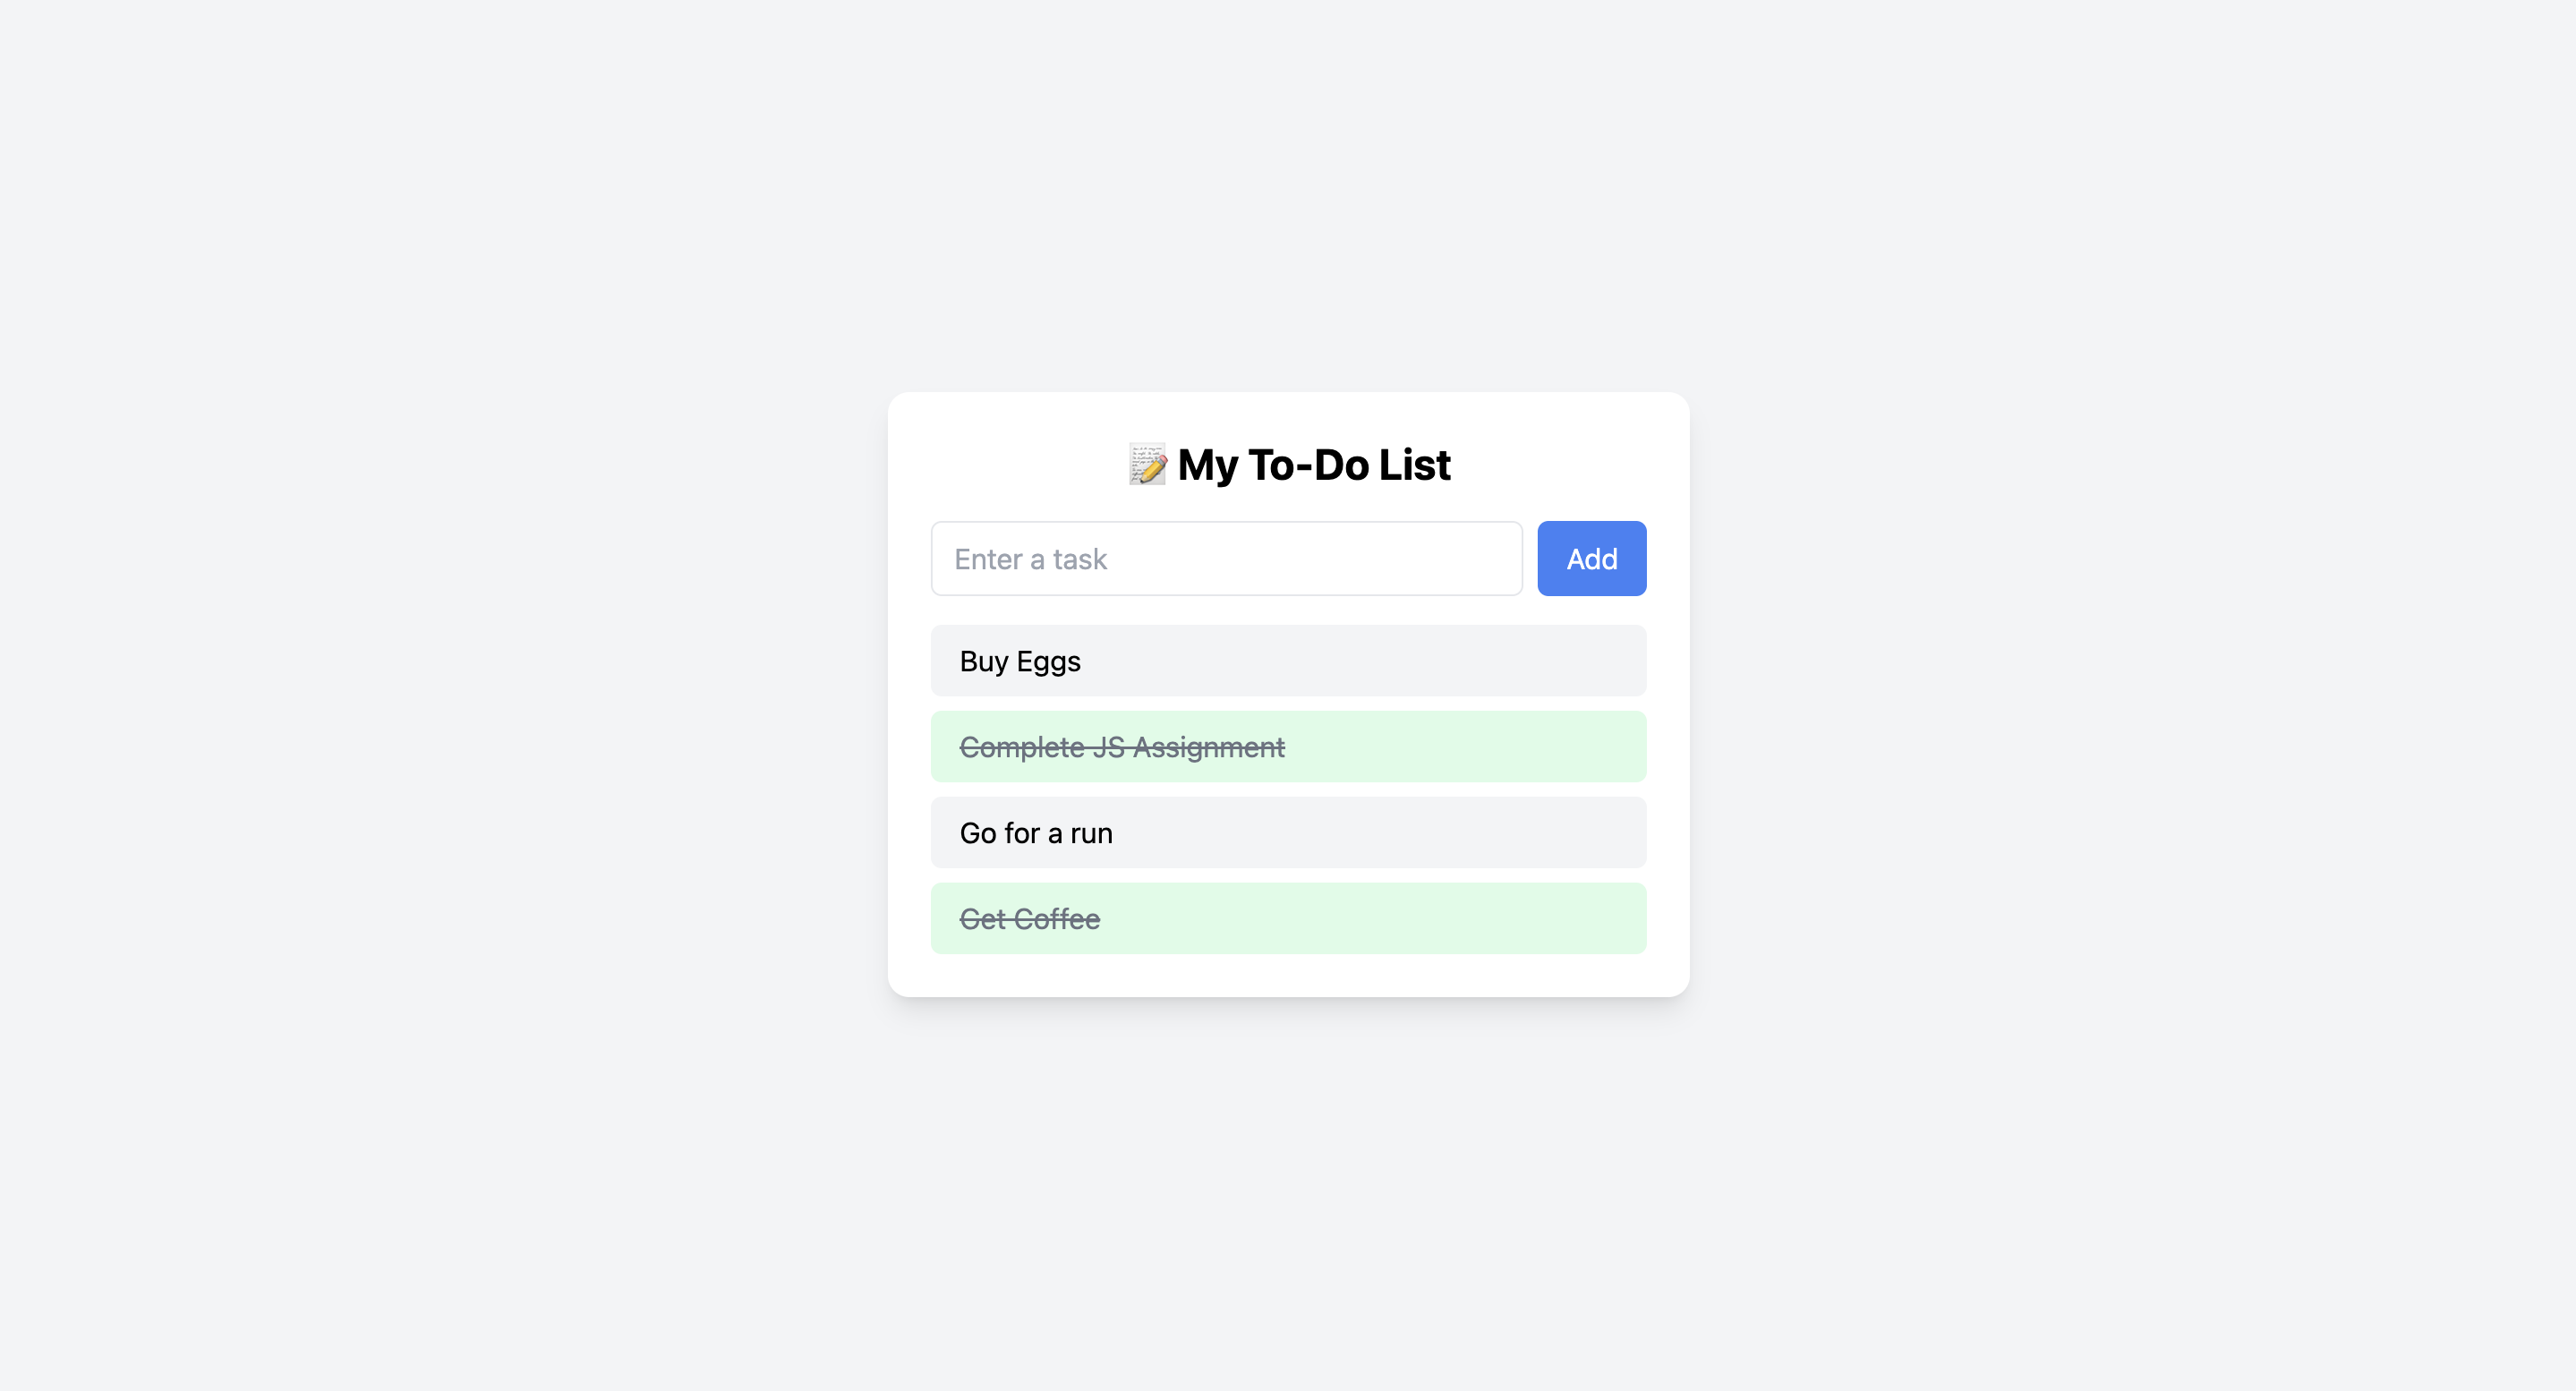 📝 My To-Do List
Enter a task
Add
Buy Eggs
Complete JS Assignment
Go for a run
Get Coffee